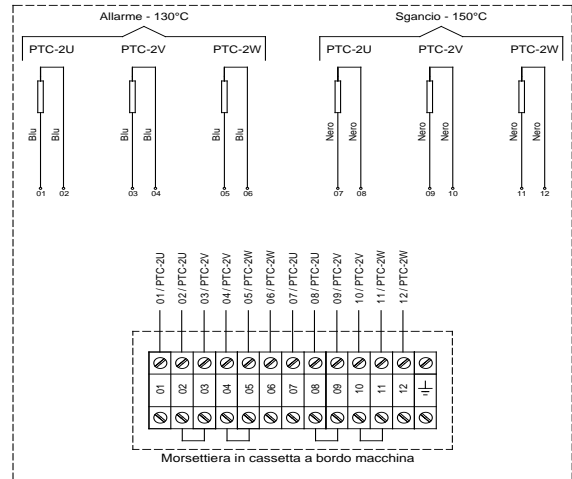 Allarme - 130°C
Sgancio - 150°C
PTC-2U
PTC-2V
PTC-2W
PTC-2U
PTC-2V
PTC-2W
Blu
Blu
Blu
Blu
Blu
Blu
Nero
Nero
Nero
Nero
Nero
Nero
01
02
03
04
05
06
07
08
09
10
11
12
01 / PTC-2U
02 / PTC-2U
03 / PTC-2V
04 / PTC-2V
05 / PTC-2W
06 / PTC-2W
07 / PTC-2U
08 / PTC-2U
09 / PTC-2V
10 / PTC-2V
11 / PTC-2W
12 / PTC-2W
01
02
03
04
05
06
07
08
09
10
11
12
Morsettiera in cassetta a bordo macchina